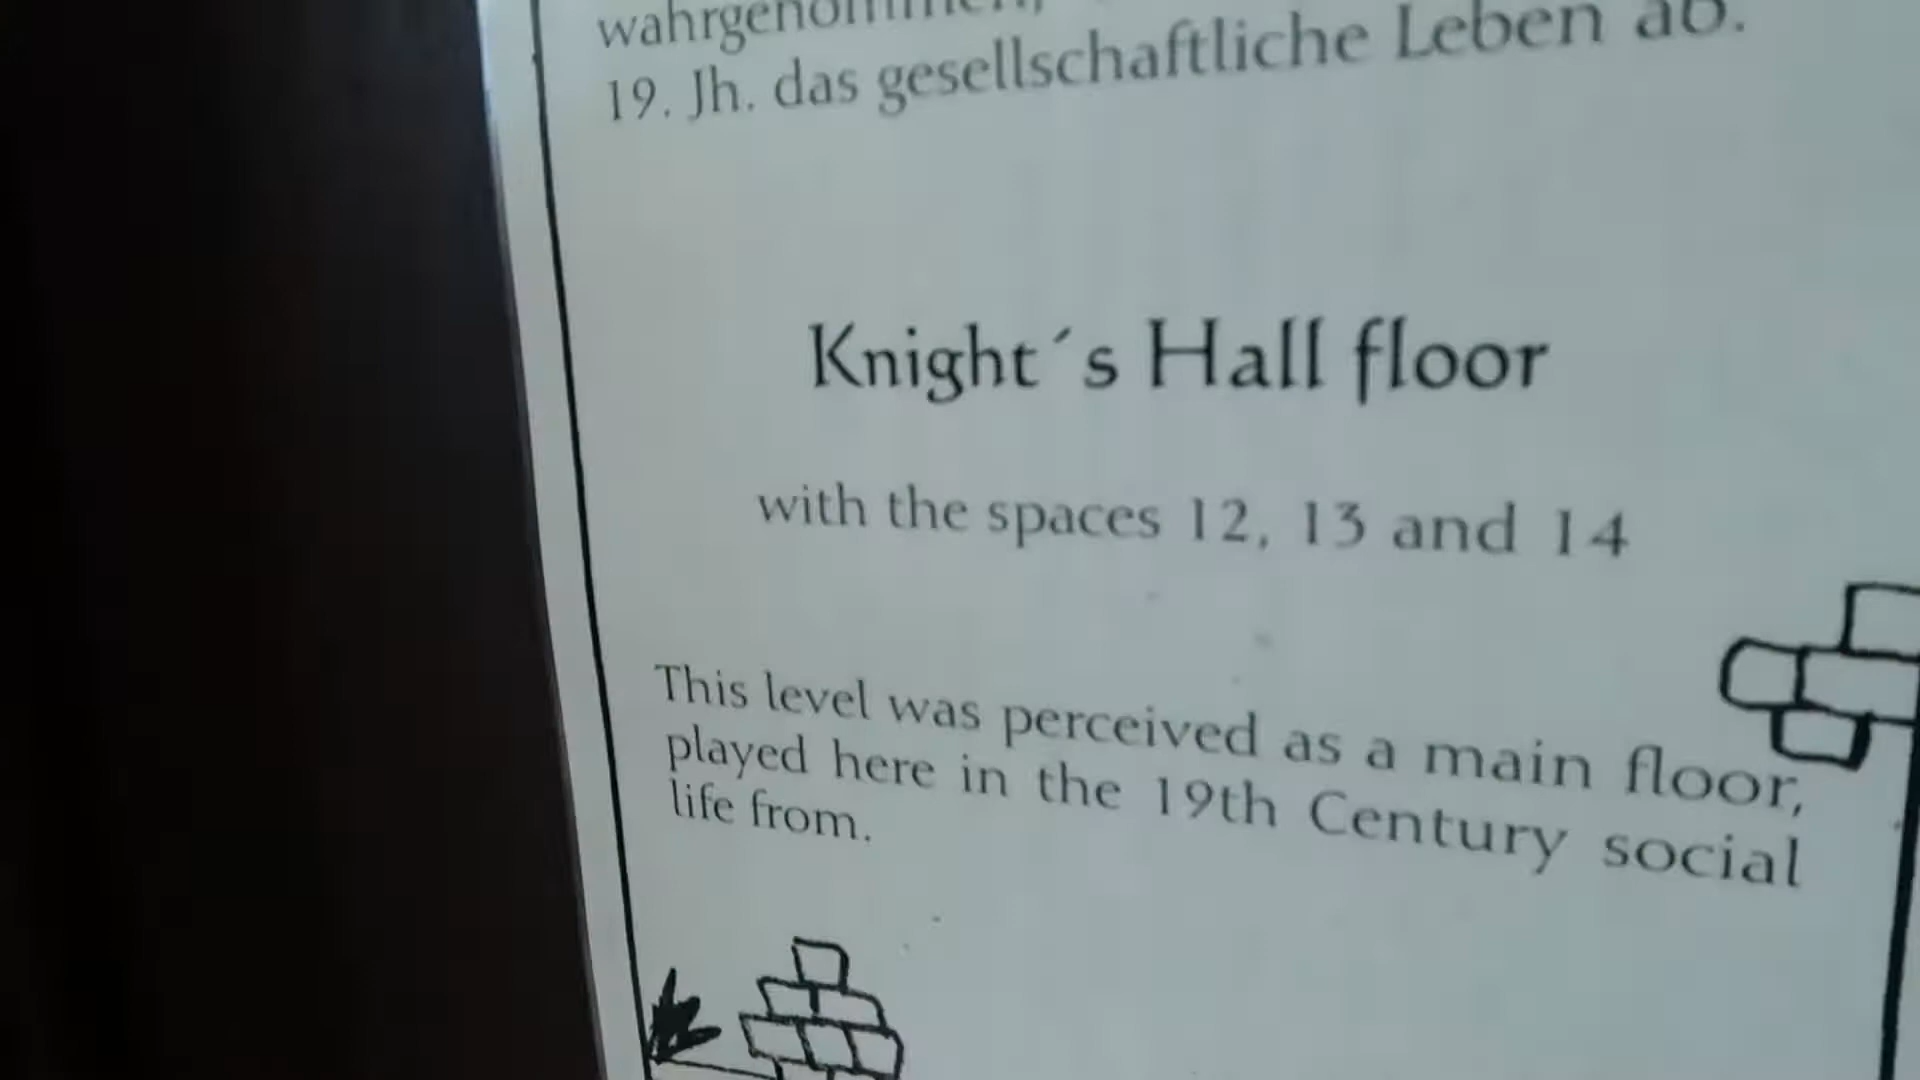 wahrgenommen,
19. Jh. das gesellschaftliche Leben ab.
Knight´s Hall floor
with the spaces 12, 13 and 14
This level was perceived as a main floor,
played here in the 19th Century social
life from.